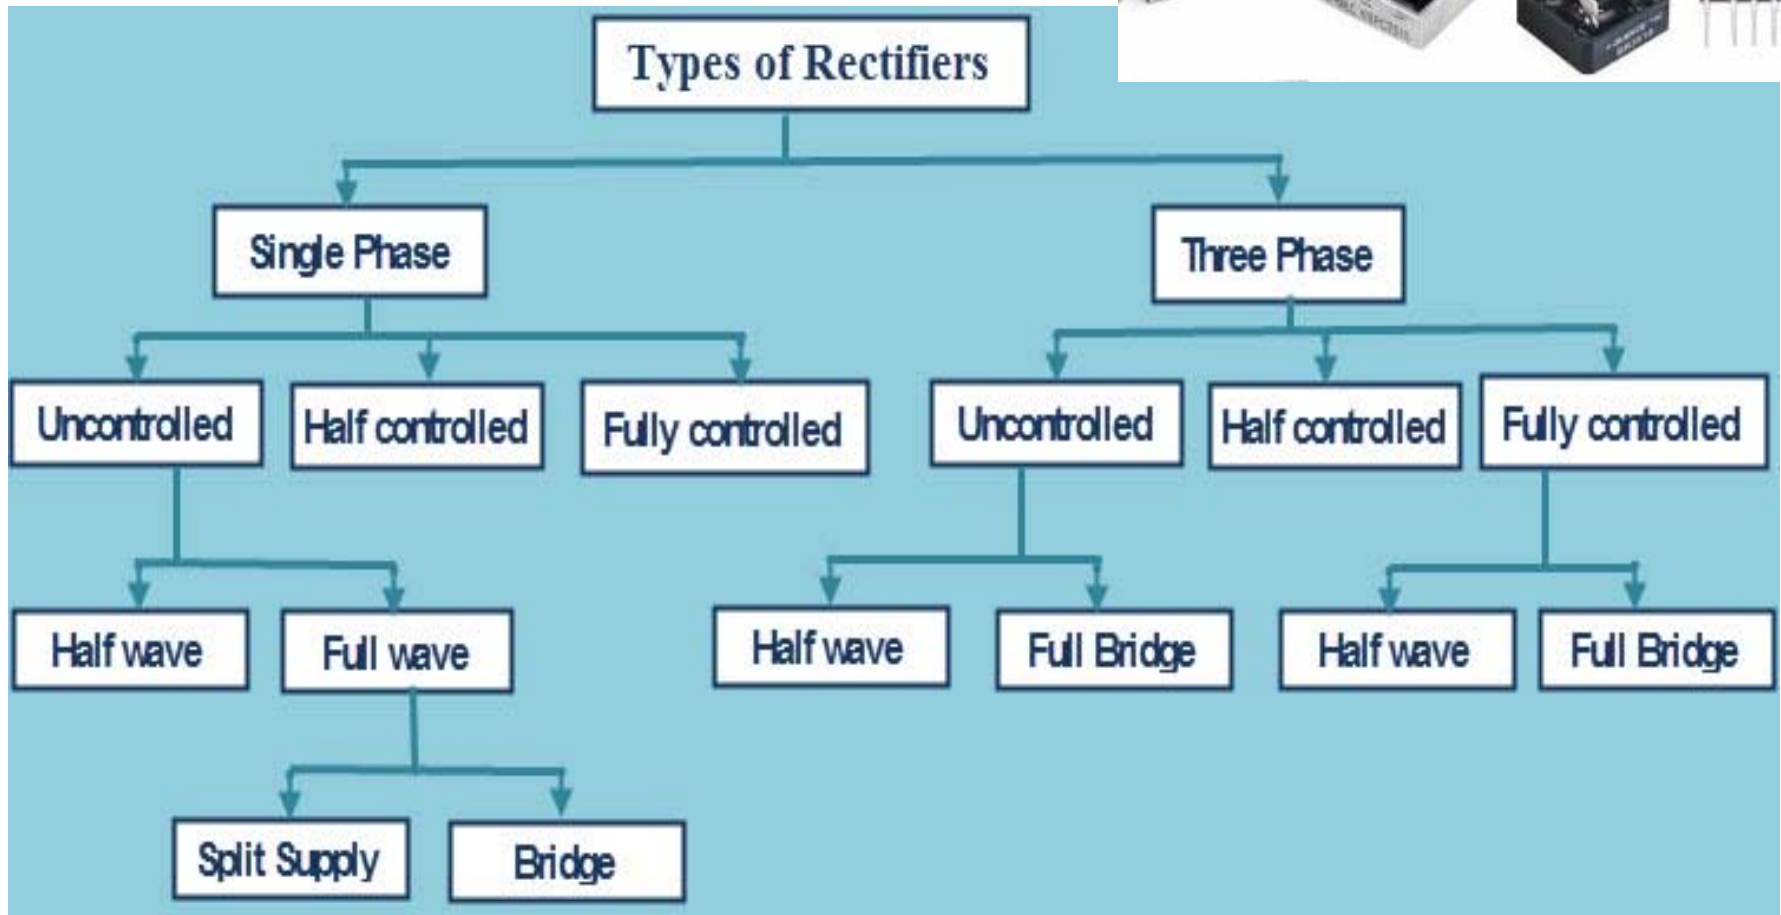 Types of Rectifiers
Single Phase
Three Phase
Uncontrolled
Half controlled
Fully controlled
Uncontrolled
Half controlled
Fully controlled
Half wave
Full wave
Half wave
Full Bridge
Half wave
Full Bridge
Split Supply
Bridge